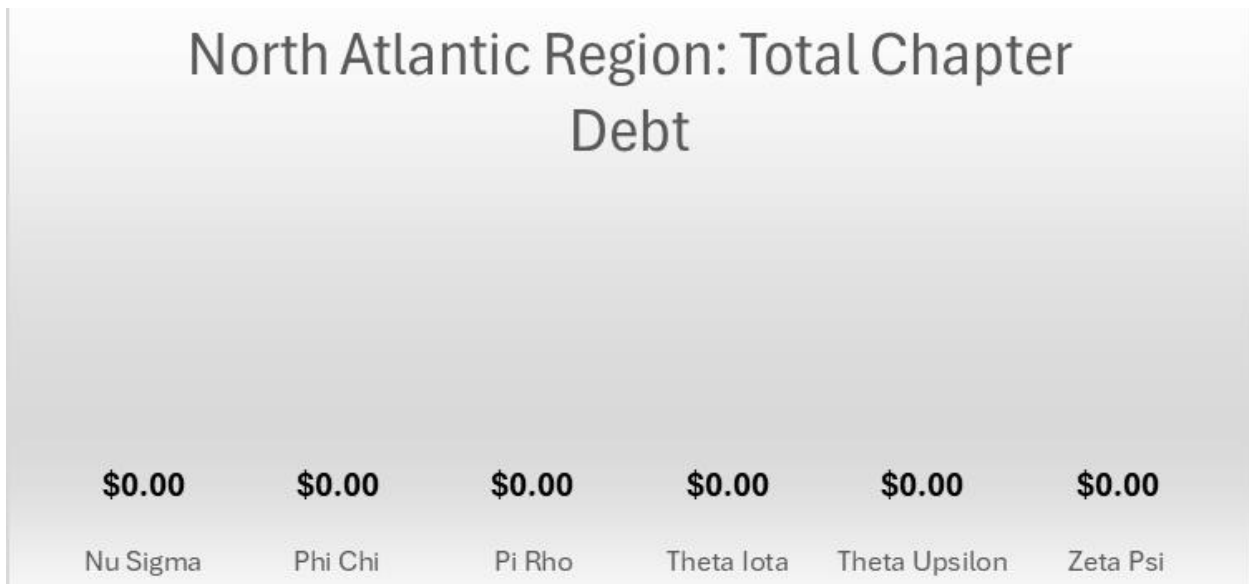 North Atlantic Region: Total Chapter
Debt
$0.00 $0.00 $0.00 $0.00 $0.00 $0.00
Nu Sigma Phi Chi Pi Rho Theta Iota Theta Upsilon Zeta Psi